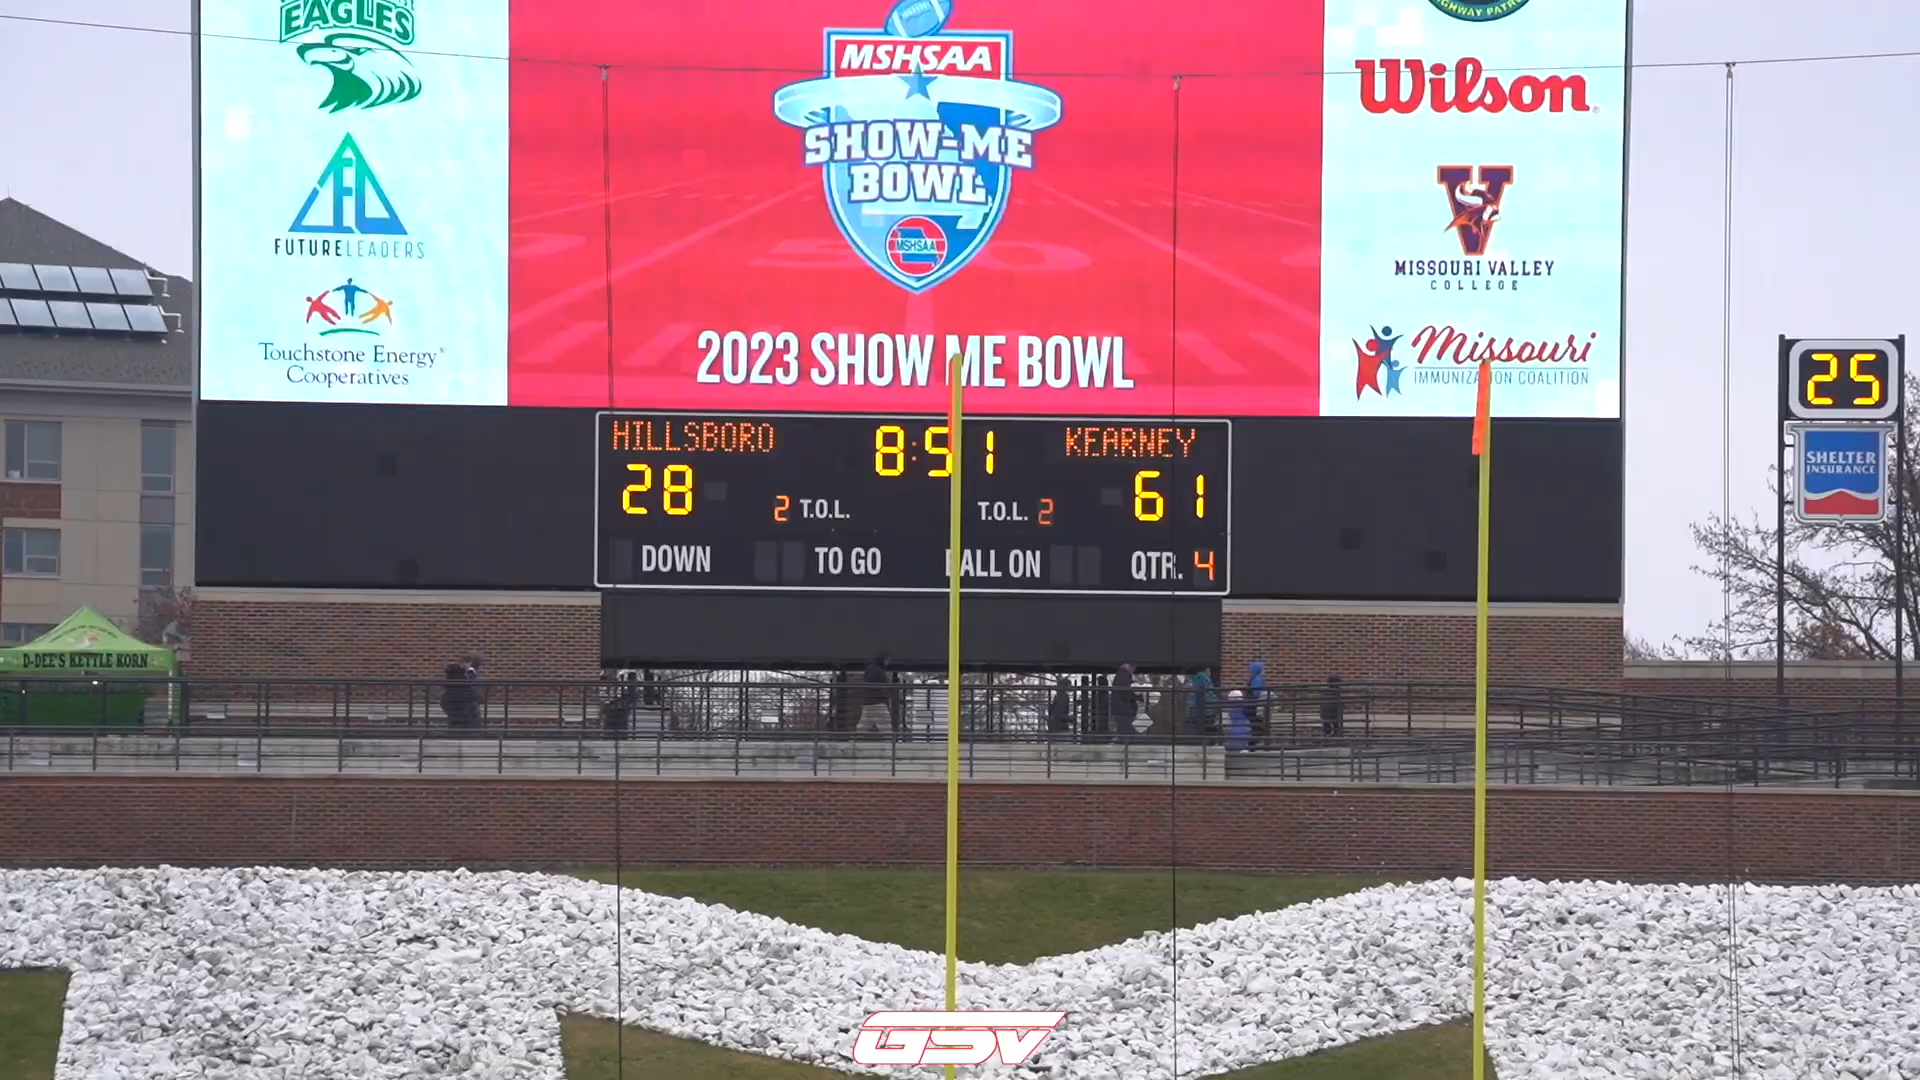 EAGLES
FUTURELEADERS
Touchstone Energy®
Cooperatives
MSHSAA
SHOW-ME
BOWL
MSHSAA
2023 SHOW ME BOWL
Wilson
MISSOURI VALLEY
COLLEGE
Missouri
IMMUNIZATION COALITION
25
SHELTER
INSURANCE
HILLSBORO 8:51 KEARNEY
28 2 T.O.L. T.O.L. 2 61
DOWN TO GO BALL ON QTR. 4
D-DEE'S KETTLE KORN
GSV